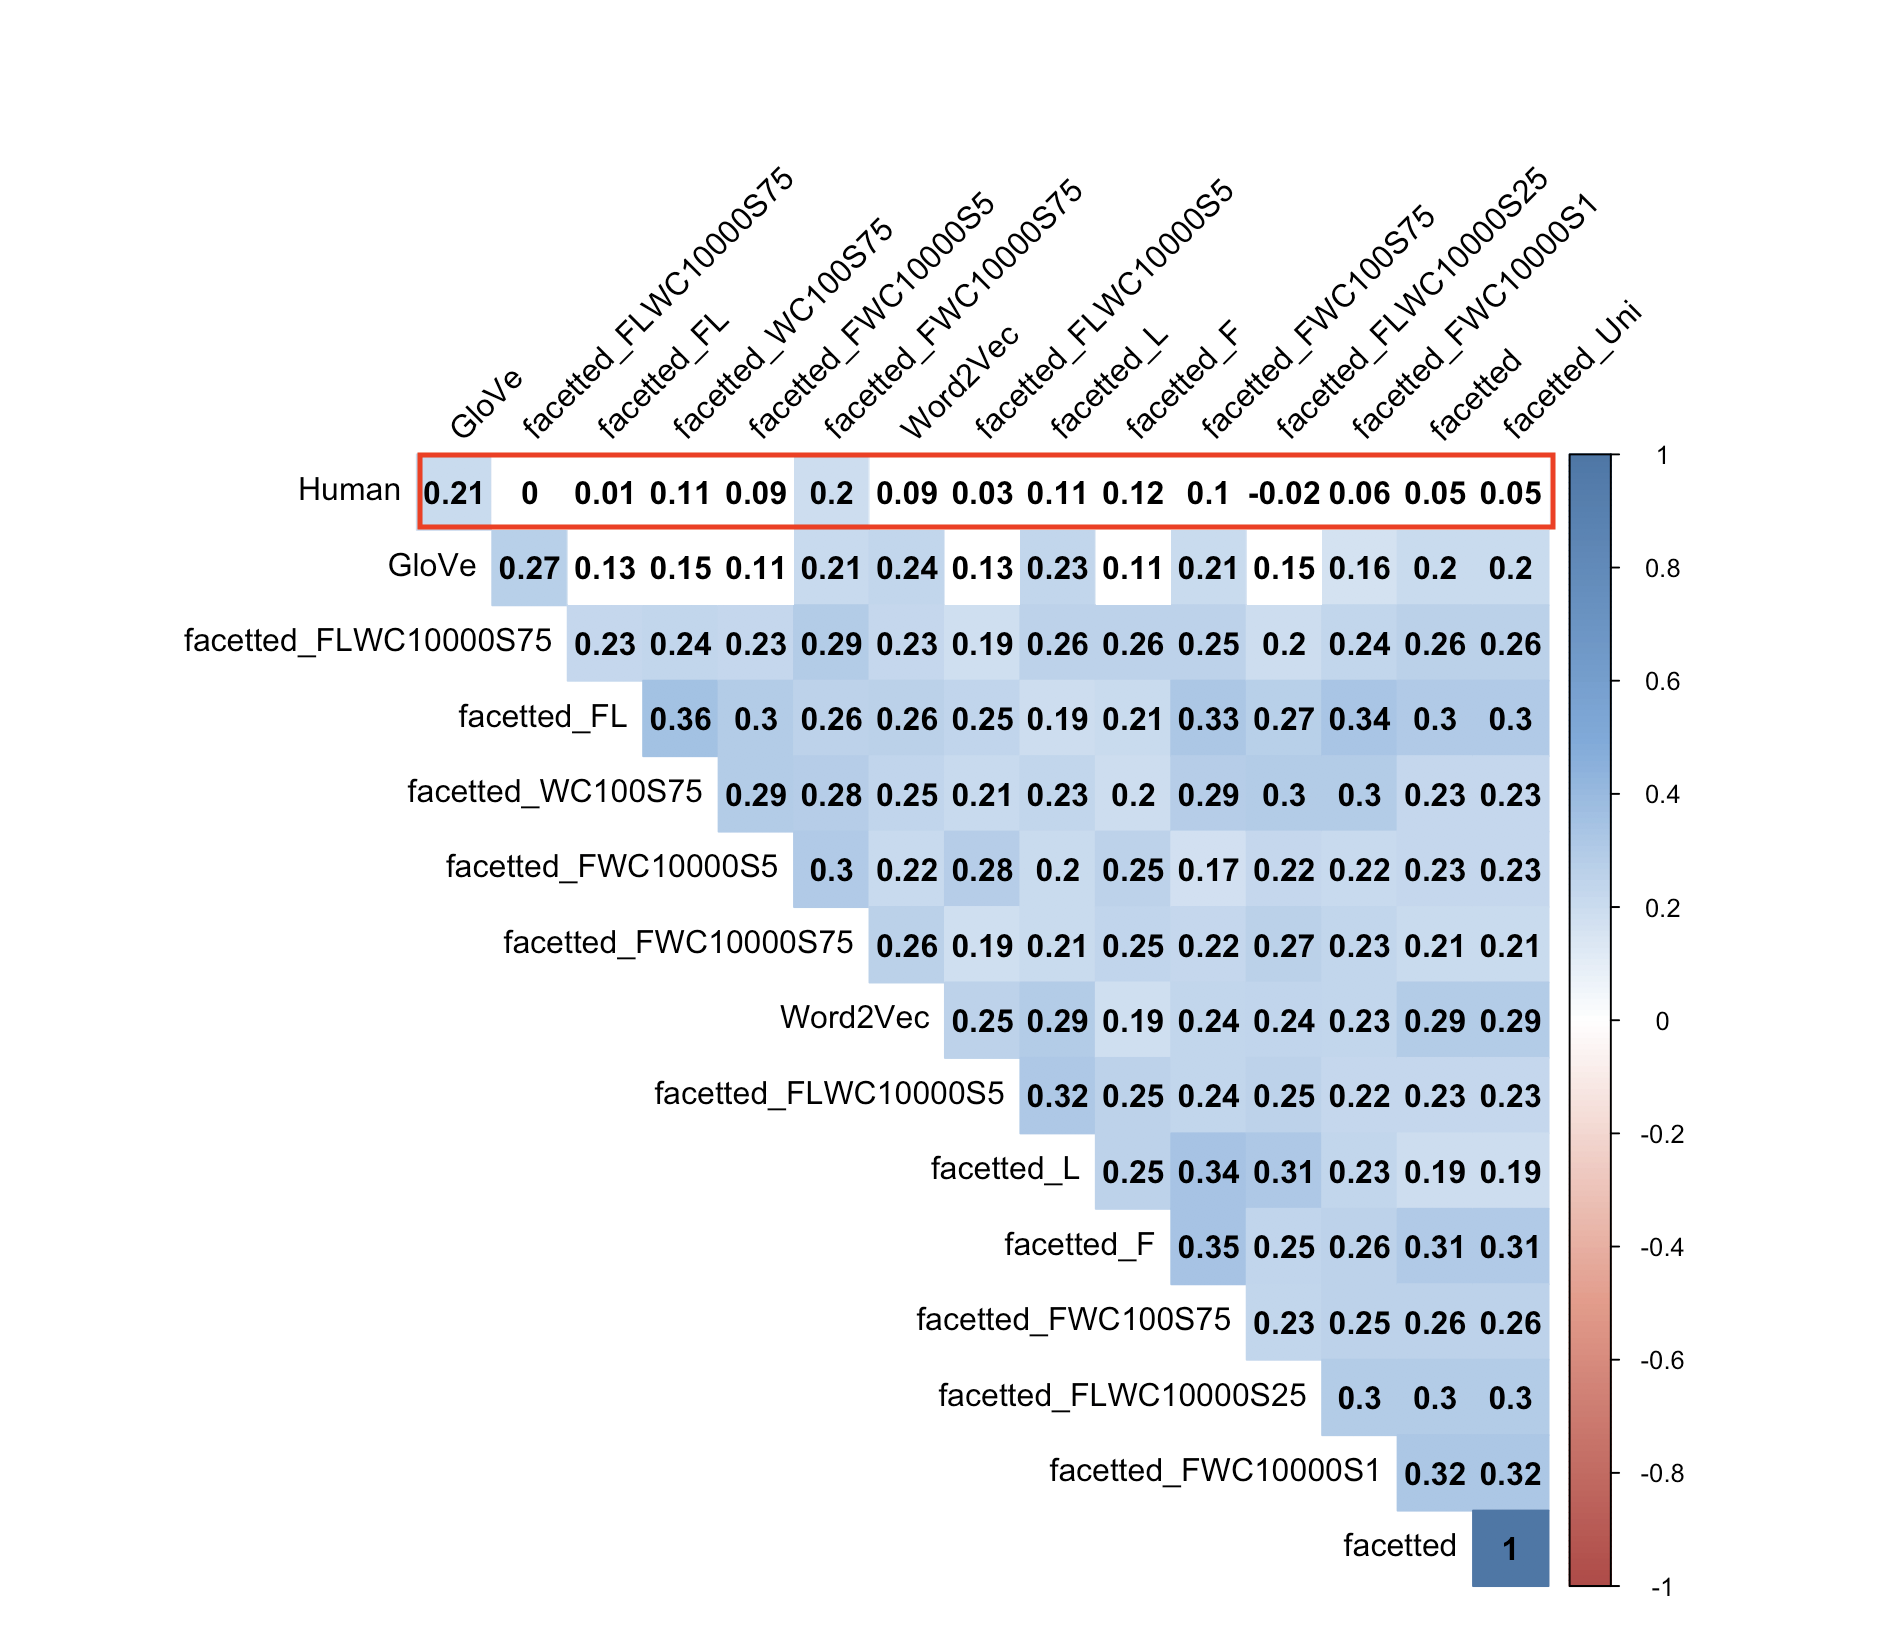 GloVe
facetted_FLWC10000S75
facetted_FL
facetted_WC100S75
facetted_FWC10000S5
facetted_FWC10000S75
Word2Vec
facetted_FLWC10000S5
facetted_L
facetted_F
facetted_FWC100S75
facetted_FLWC10000S25
facetted_FWC10000S1
facetted
facetted_Uni
Human 0.21 0 0.01 0.11 0.09 0.2 0.09 0.03 0.11 0.12 0.1 -0.02 0.06 0.05 0.05
GloVe 0.27 0.13 0.15 0.11 0.21 0.24 0.13 0.23 0.11 0.21 0.15 0.16 0.2 0.2
facetted_FLWC10000S75 0.23 0.24 0.23 0.29 0.23 0.19 0.26 0.26 0.25 0.2 0.24 0.26 0.26
facetted_FL 0.36 0.3 0.26 0.26 0.25 0.19 0.21 0.33 0.27 0.34 0.3 0.3
facetted_WC100S75 0.29 0.28 0.25 0.21 0.23 0.2 0.29 0.3 0.3 0.23 0.23
facetted_FWC10000S5 0.3 0.22 0.28 0.2 0.25 0.17 0.22 0.22 0.23 0.23
facetted_FWC10000S75 0.26 0.19 0.21 0.25 0.22 0.27 0.23 0.21 0.21
Word2Vec 0.25 0.29 0.19 0.24 0.24 0.23 0.29 0.29
facetted_FLWC10000S5 0.32 0.25 0.24 0.25 0.22 0.23 0.23
facetted_L 0.25 0.34 0.31 0.23 0.19 0.19
facetted_F 0.35 0.25 0.26 0.31 0.31
facetted_FWC100S75 0.23 0.25 0.26 0.26
facetted_FLWC10000S25 0.3 0.3 0.3
facetted_FWC10000S1 0.32 0.32
facetted 1
1
0.8
0.6
0.4
0.2
0
-0.2
-0.4
-0.6
-0.8
-1